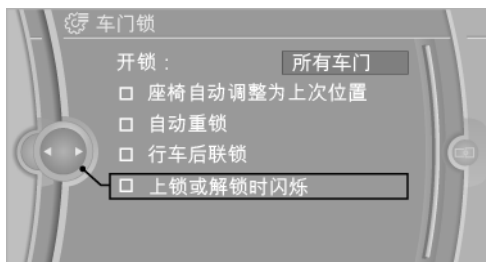 车门锁
开锁： 所有车门
座椅自动调整为上次位置
自动重锁
行车后联锁
上锁或解锁时闪烁